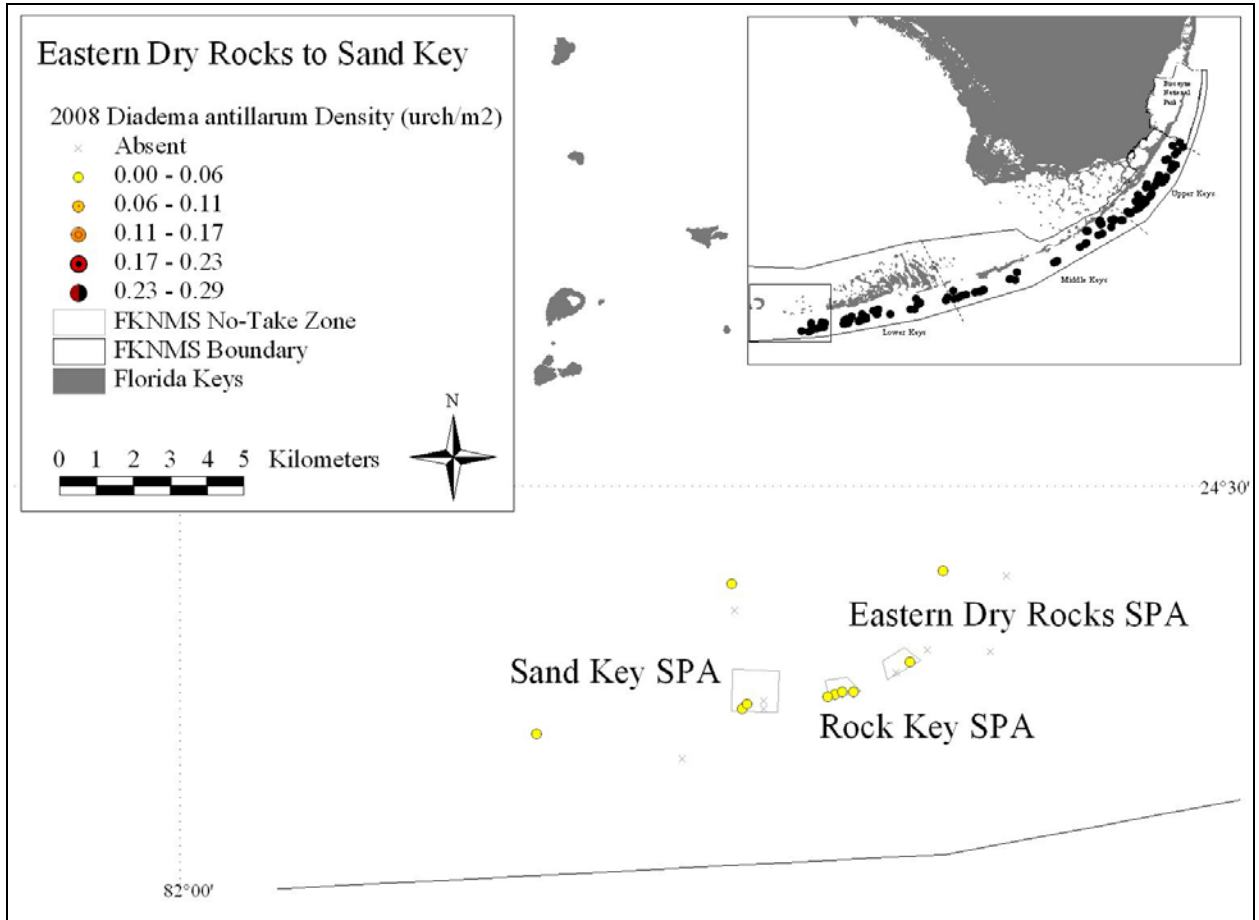 Eastern Dry Rocks to Sand Key
2008 Diadema antillarum Density (urch/m2)
Absent
0.00 - 0.06
0.06 - 0.11
0.11 - 0.17
0.17 - 0.23
0.23 - 0.29
FKNMS No-Take Zone
FKNMS Boundary
Florida Keys
N
0 1 2 3 4 5 Kilometers
Biscayne
National
Park
Upper Keys
Middle Keys
Lower Keys
24°30'
Eastern Dry Rocks SPA
Sand Key SPA
Rock Key SPA
82°00'